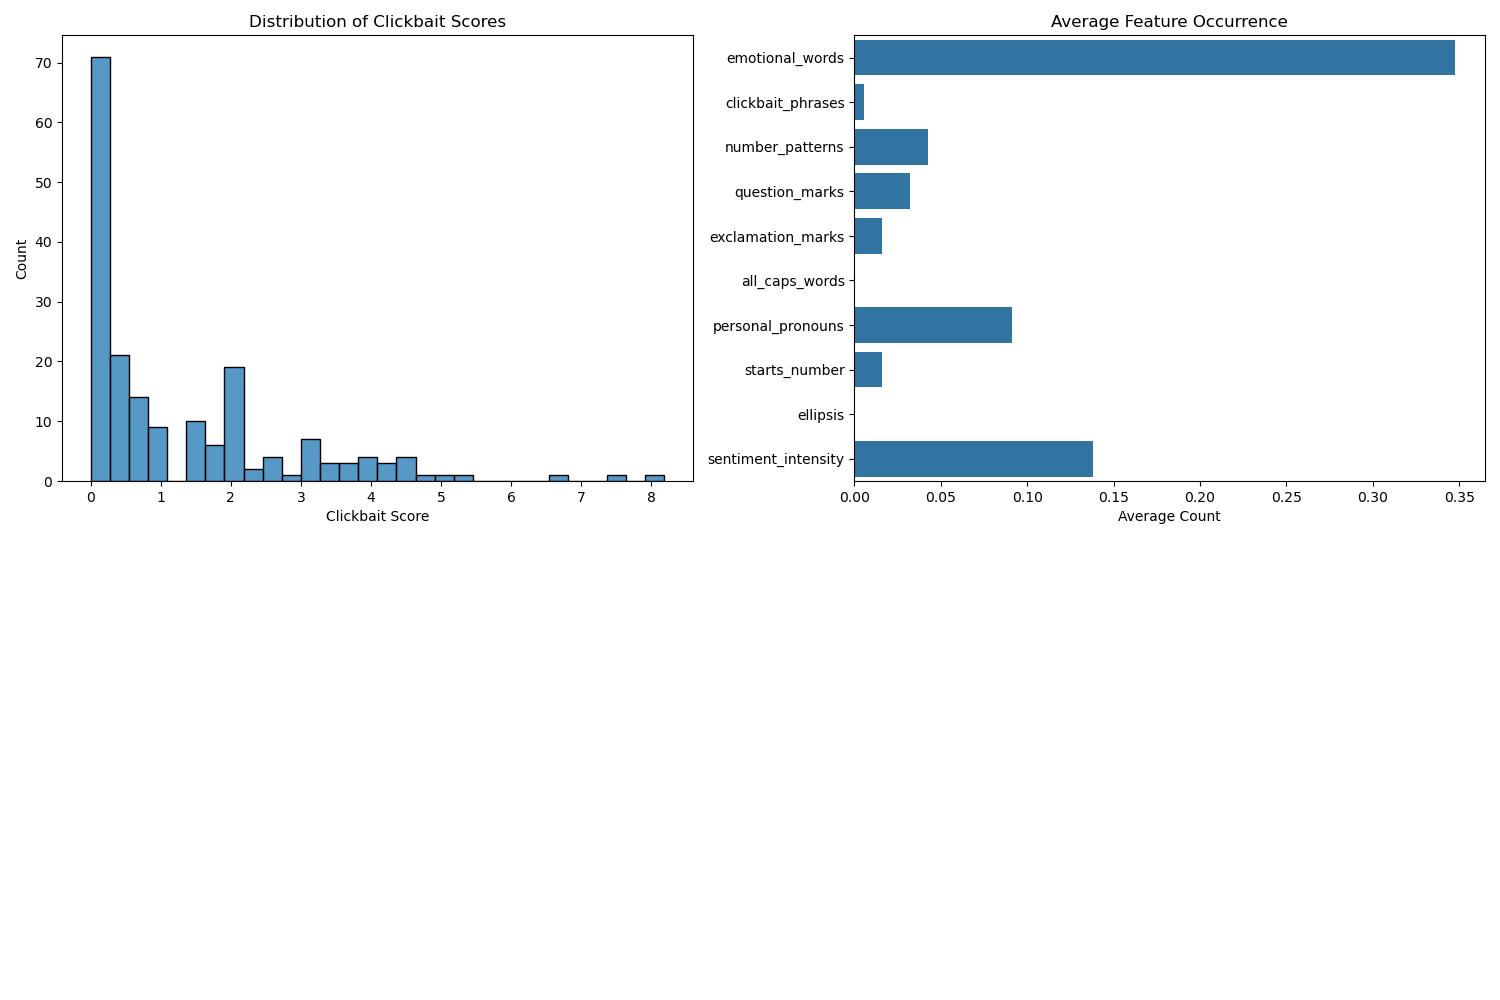 Distribution of Clickbait Scores
70
60
50
40
30
20
10
0
Count
0 1 2 3 4 5 6 7 8
Clickbait Score
Average Feature Occurrence
emotional_words
clickbait_phrases
number_patterns
question_marks
exclamation_marks
all_caps_words
personal_pronouns
starts_number
ellipsis
sentiment_intensity
0.00 0.05 0.10 0.15 0.20 0.25 0.30 0.35
Average Count